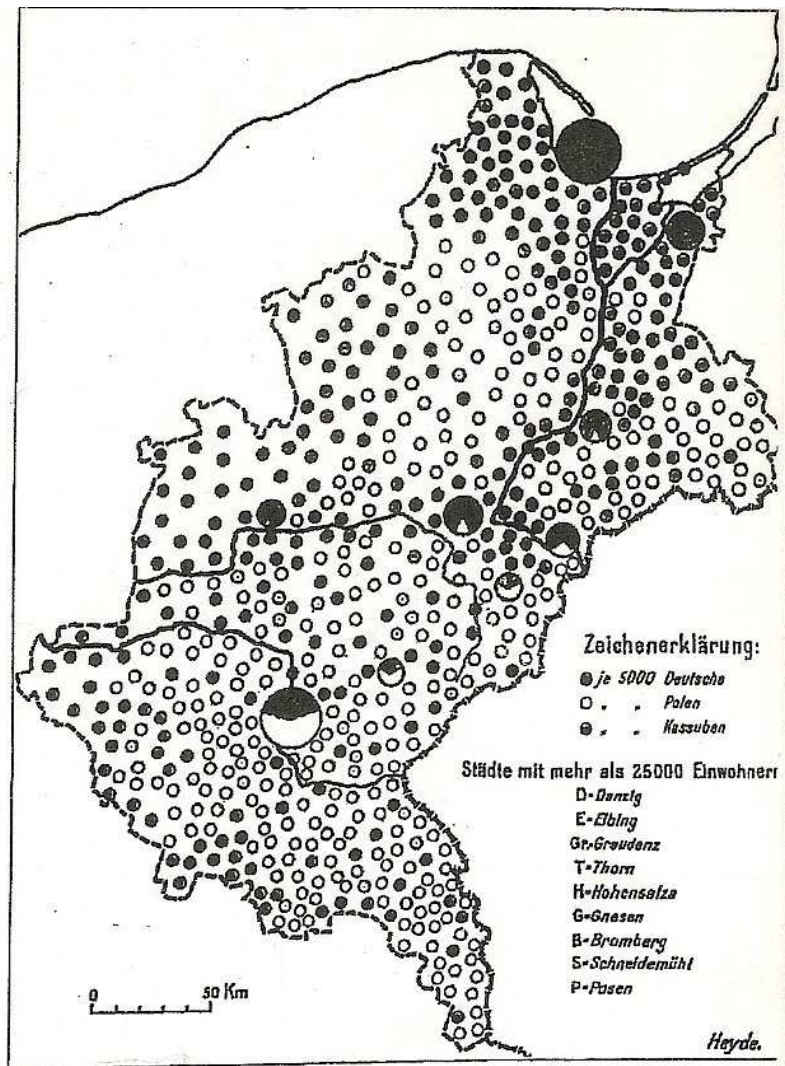 Zeichenerklärung:
je 5000 Deutsche
" " Polen
" " Kassuben
Städte mit mehr als 25000 Einwohnern
D=Danzig
E=Elbing
Gr.=Graudenz
T=Thorn
H=Hohensalza
G=Gnesen
B=Bromberg
S=Schneidemühl
P=Posen
0 50 Km
Heyde.